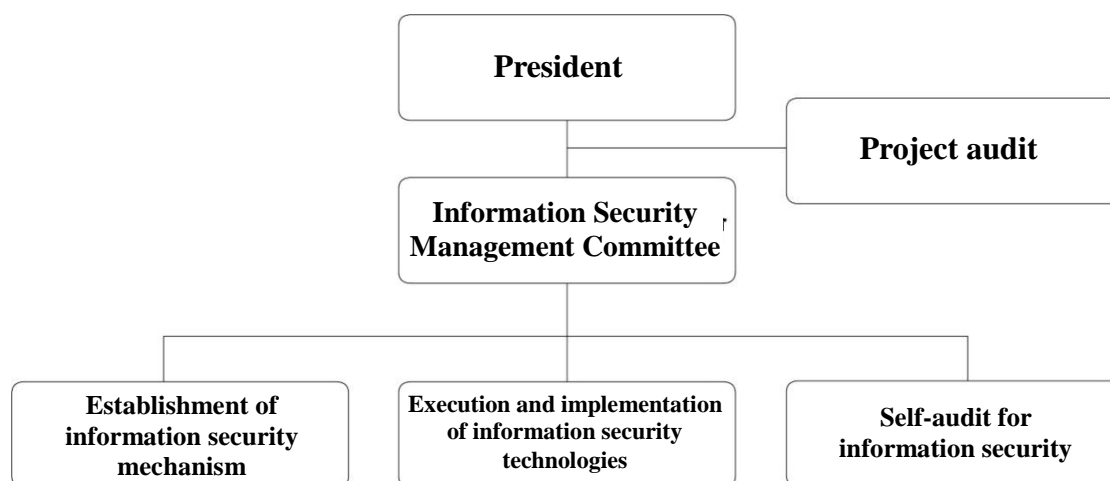 President
Project audit
Information Security
Management Committee
Establishment of
information security
mechanism
Execution and implementation
of information security
technologies
Self-audit for
information security